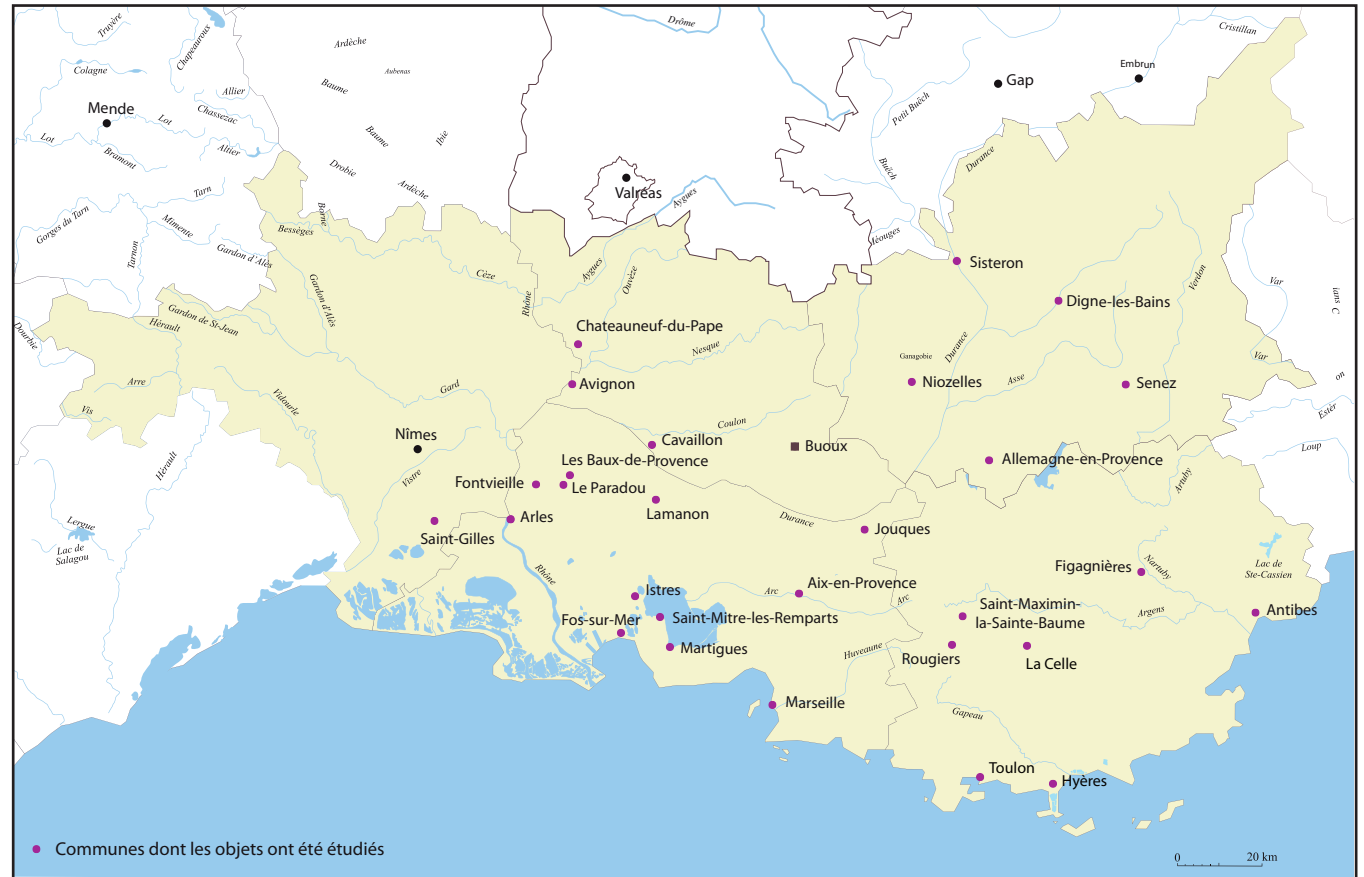 Truyère
Chapeauroux
Colagne
Allier
Mende
Chassezac
Lot
Lot
Altier
Bramont
Tarn
Gorges du Tarn
Mimente
Tarnon
Gardon d'Alès
Dourbie
Ardèche
Aubenas
Baume
Baume
Ibie
Drobie
Ardèche
Borne
Bessèges
Cèze
Gardon d'Alès
Gardon de St-Jean
Hérault
Arre
Vis
Vidourle
Hérault
Lergue
Lac de
Salagou
Gard
Nîmes
Vistre
Saint-Gilles
Drôme
Valréas
Aygues
Aygues
Ouvèze
Rhône
Chateauneuf-du-Pape
Nesque
Avignon
Coulon
Cavaillon
Buoux
Les Baux-de-Provence
Fontvieille
Le Paradou
Lamanon
Arles
Durance
Jouques
Rhône
Istres
Arc
Aix-en-Provence
Arc
Fos-sur-Mer
Saint-Mitre-les-Remparts
Martigues
Huveaune
Marseille
Cristillan
Embrun
Gap
Petit Buëch
Buëch
Durance
Méouges
Sisteron
Digne-les-Bains
Verdon
Var
ians C
Var
on
Ganagobie
Durance
Niozelles
Asse
Senez
Estér
Loup
Allemagne-en-Provence
Artuby
Figagnières
Nartuby
Lac de
Ste-Cassien
Saint-Maximin-
la-Sainte-Baume
Argens
Antibes
Rougiers
La Celle
Gapeau
Toulon
Hyères
Communes dont les objets ont été étudiés
0 20 km